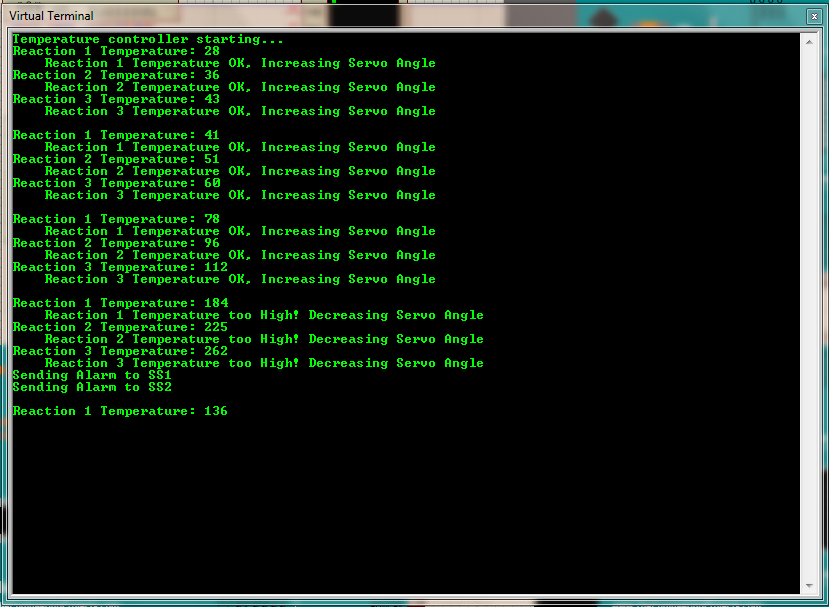 Virtual Terminal
Temperature controller starting...
Reaction 1 Temperature: 28
Reaction 1 Temperature OK, Increasing Servo Angle
Reaction 2 Temperature: 36
Reaction 2 Temperature OK, Increasing Servo Angle
Reaction 3 Temperature: 43
Reaction 3 Temperature OK, Increasing Servo Angle
Reaction 1 Temperature: 41
Reaction 1 Temperature OK, Increasing Servo Angle
Reaction 2 Temperature: 51
Reaction 2 Temperature OK, Increasing Servo Angle
Reaction 3 Temperature: 60
Reaction 3 Temperature OK, Increasing Servo Angle
Reaction 1 Temperature: 78
Reaction 1 Temperature OK, Increasing Servo Angle
Reaction 2 Temperature: 96
Reaction 2 Temperature OK, Increasing Servo Angle
Reaction 3 Temperature: 112
Reaction 3 Temperature OK, Increasing Servo Angle
Reaction 1 Temperature: 184
Reaction 1 Temperature too High! Decreasing Servo Angle
Reaction 2 Temperature: 225
Reaction 2 Temperature too High! Decreasing Servo Angle
Reaction 3 Temperature: 262
Reaction 3 Temperature too High! Decreasing Servo Angle
Sending Alarm to SS1
Sending Alarm to SS2
Reaction 1 Temperature: 136